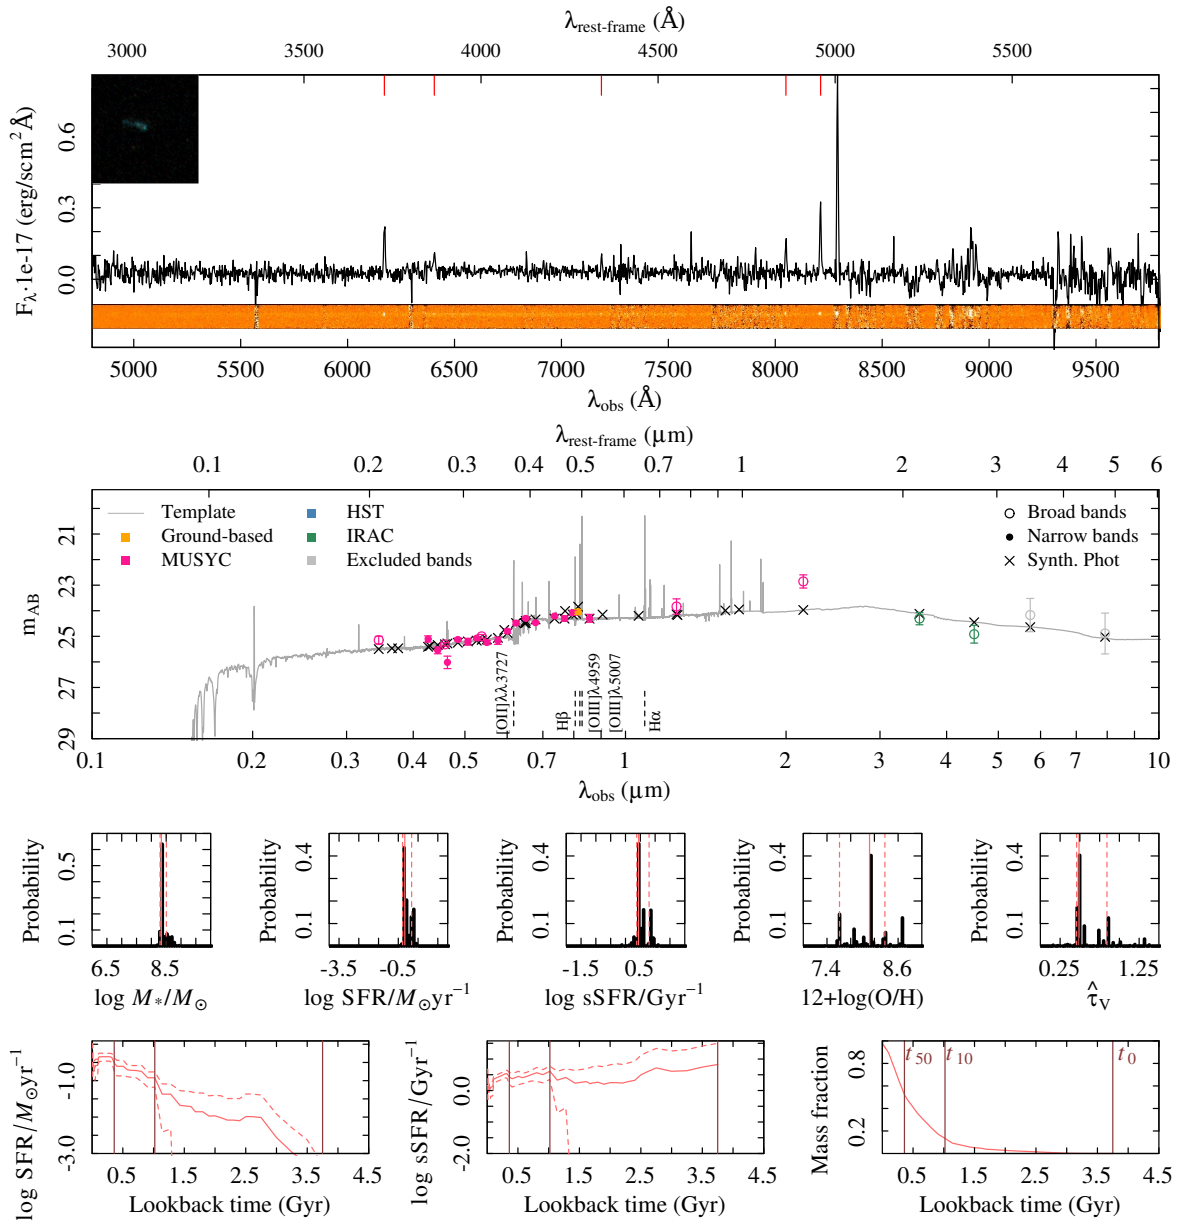 λrest-frame (Å)
3000 3500 4000 4500 5000 5500
Fλ·1e-17 (erg/scm²Å)
0.0 0.3 0.6
5000 5500 6000 6500 7000 7500 8000 8500 9000 9500
λobs (Å)
λrest-frame (μm)
0.1 0.2 0.3 0.4 0.5 0.7 1 2 3 4 5 6
mAB
21
23
25
27
29
Template
Ground-based
MUSYC
HST
IRAC
Excluded bands
Broad bands
Narrow bands
Synth. Phot
[OII]λλ3727
Hβ
[OIII]λ4959
[OIII]λ5007
Hα
0.1 0.2 0.3 0.4 0.5 0.7 1 2 3 4 5 6 7 10
λobs (μm)
Probability
0.1 0.5
6.5 8.5
log M*/M⊙
Probability
0.1 0.4
-3.5 -0.5
log SFR/M⊙yr⁻¹
Probability
0.1 0.4
-1.5 0.5
log sSFR/Gyr⁻¹
Probability
0.1 0.4
7.4 8.6
12+log(O/H)
Probability
0.1 0.4
0.25 1.25
τ̂V
log SFR/M⊙yr⁻¹
-3.0 -1.0
0.5 1.5 2.5 3.5 4.5
Lookback time (Gyr)
log sSFR/Gyr⁻¹
-2.0 0.0
0.5 1.5 2.5 3.5 4.5
Lookback time (Gyr)
Mass fraction
0.2 0.8
t50 t10 t0
0.5 1.5 2.5 3.5 4.5
Lookback time (Gyr)